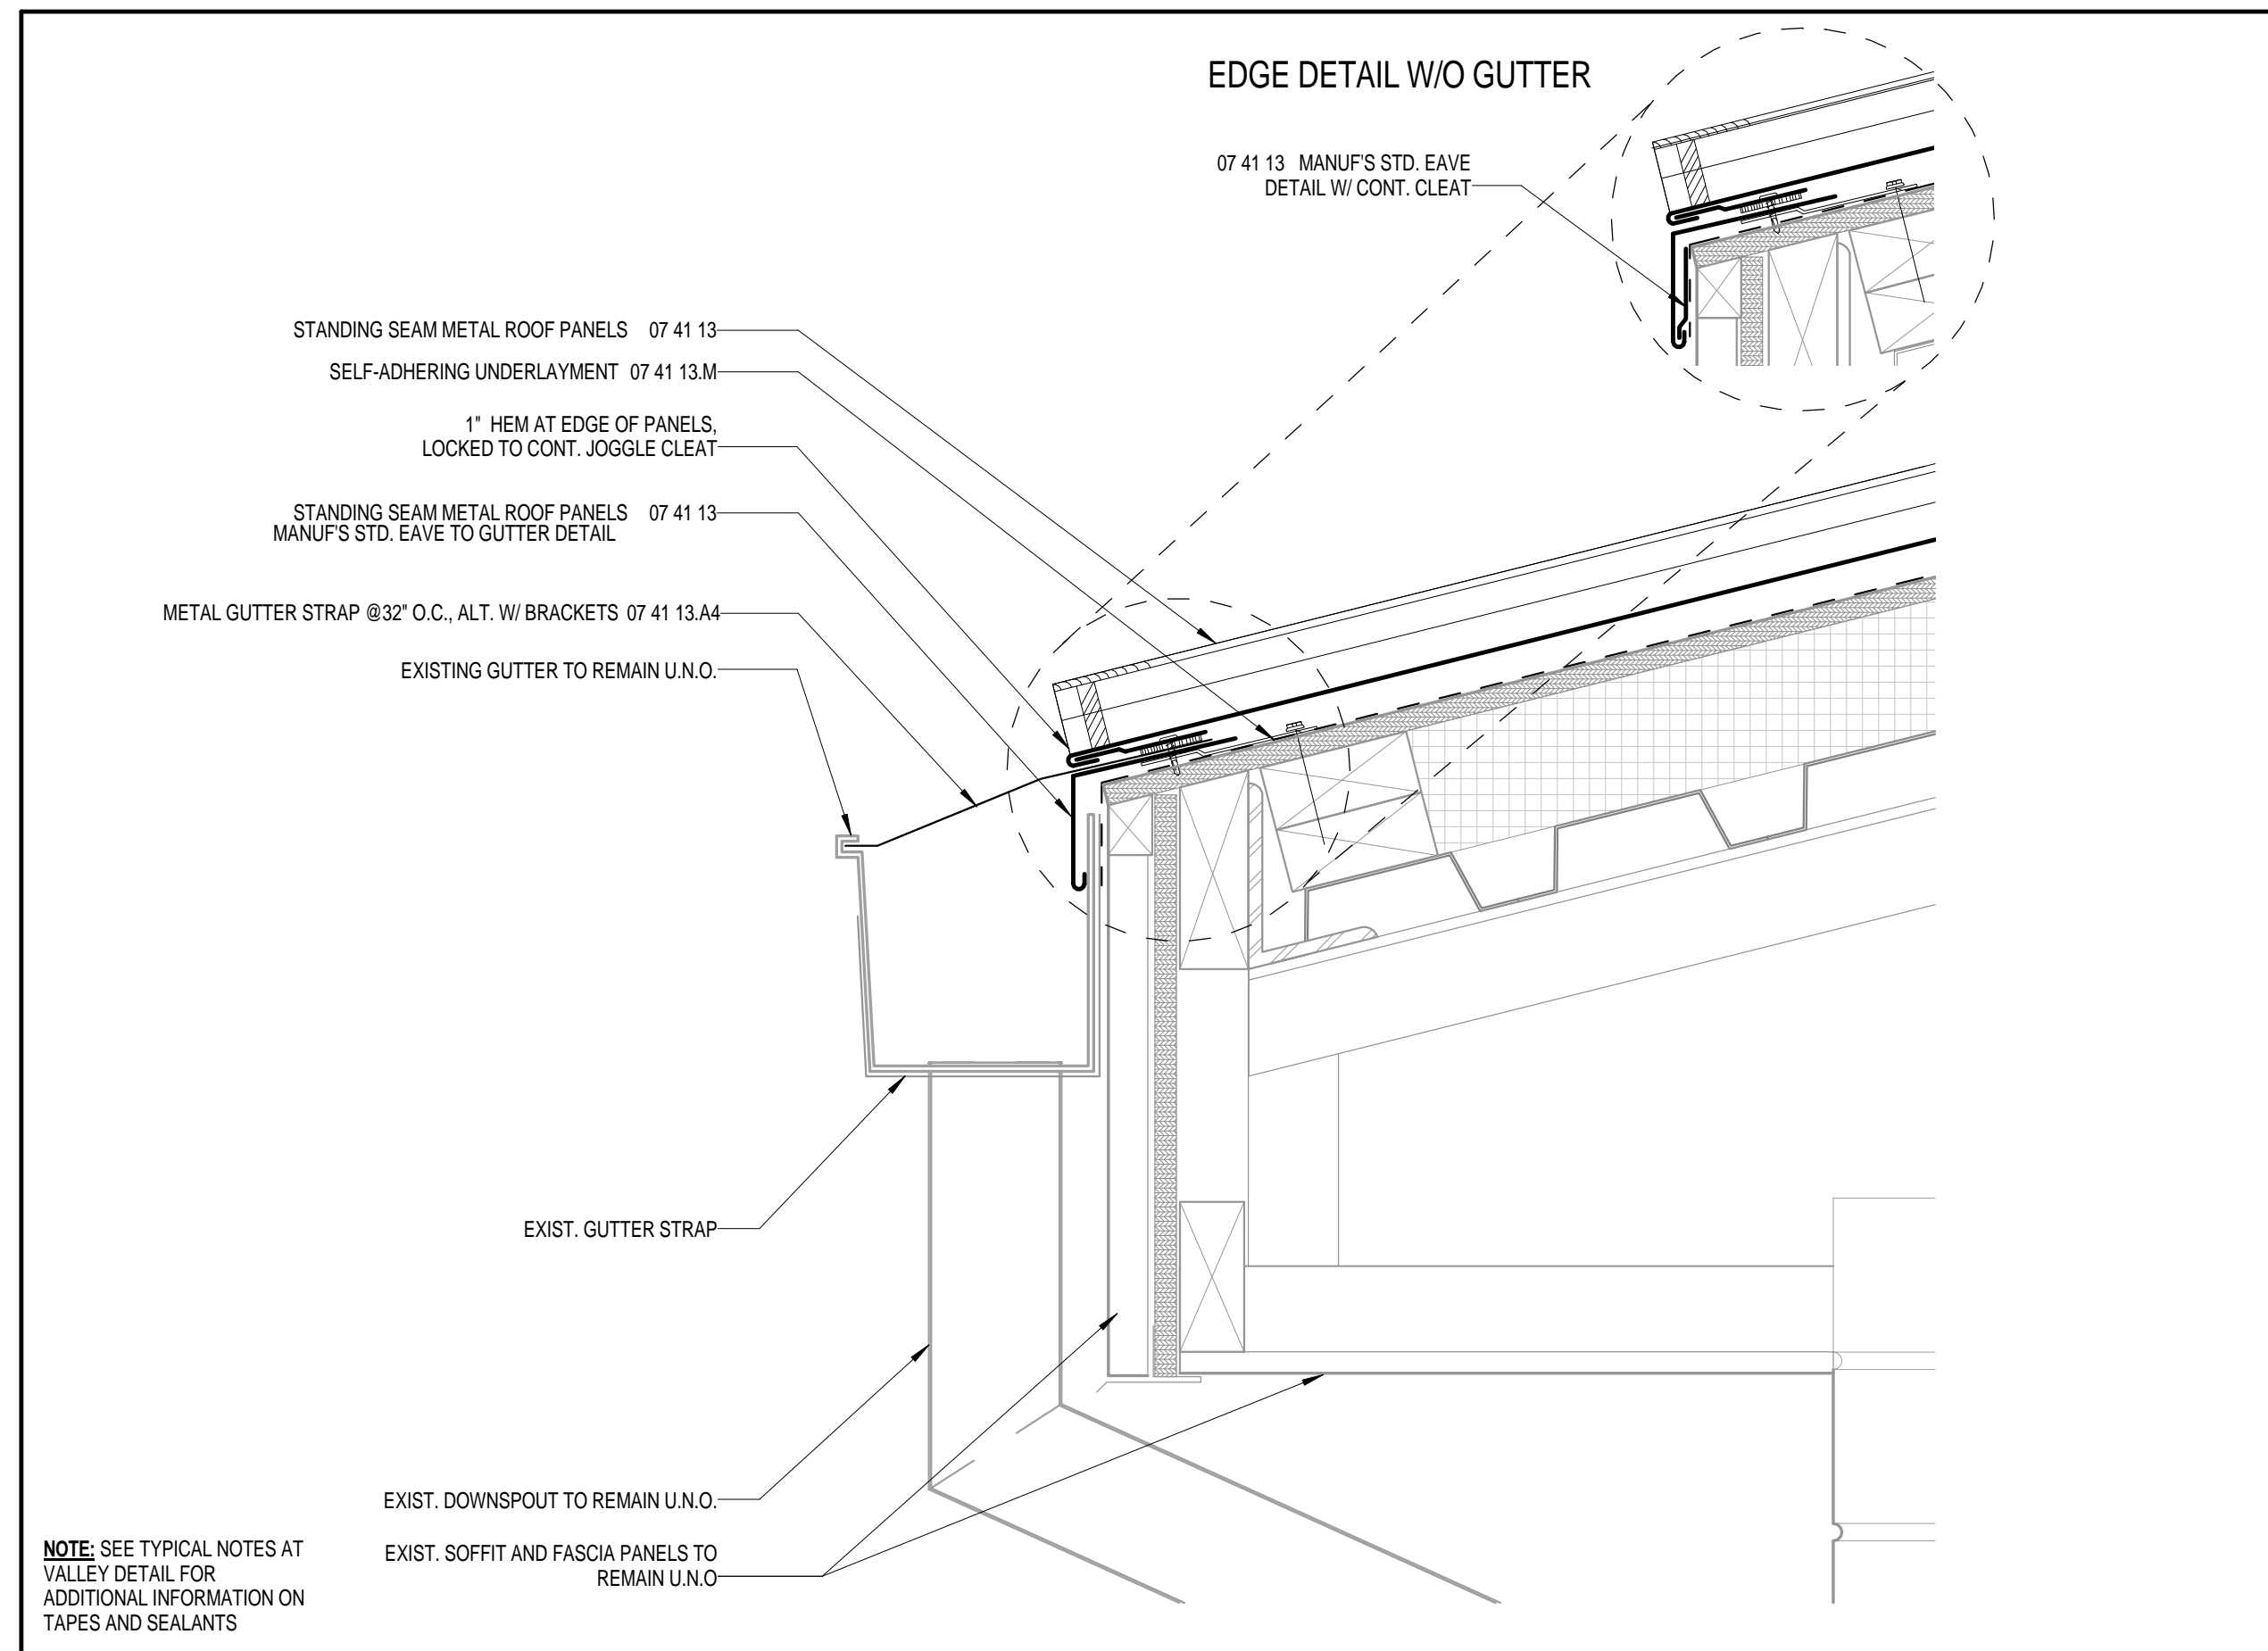 EDGE DETAIL W/O GUTTER
07 41 13 MANUF'S STD. EAVE
DETAIL W/ CONT. CLEAT
STANDING SEAM METAL ROOF PANELS 07 41 13
SELF-ADHERING UNDERLAYMENT 07 41 13.M
1" HEM AT EDGE OF PANELS,
LOCKED TO CONT. JOGGLE CLEAT
STANDING SEAM METAL ROOF PANELS 07 41 13
MANUF'S STD. EAVE TO GUTTER DETAIL
METAL GUTTER STRAP @32" O.C., ALT. W/ BRACKETS 07 41 13.A4
EXISTING GUTTER TO REMAIN U.N.O.
EXIST. GUTTER STRAP
EXIST. DOWNSPOUT TO REMAIN U.N.O.
EXIST. SOFFIT AND FASCIA PANELS TO
REMAIN U.N.O
NOTE: SEE TYPICAL NOTES AT
VALLEY DETAIL FOR
ADDITIONAL INFORMATION ON
TAPES AND SEALANTS